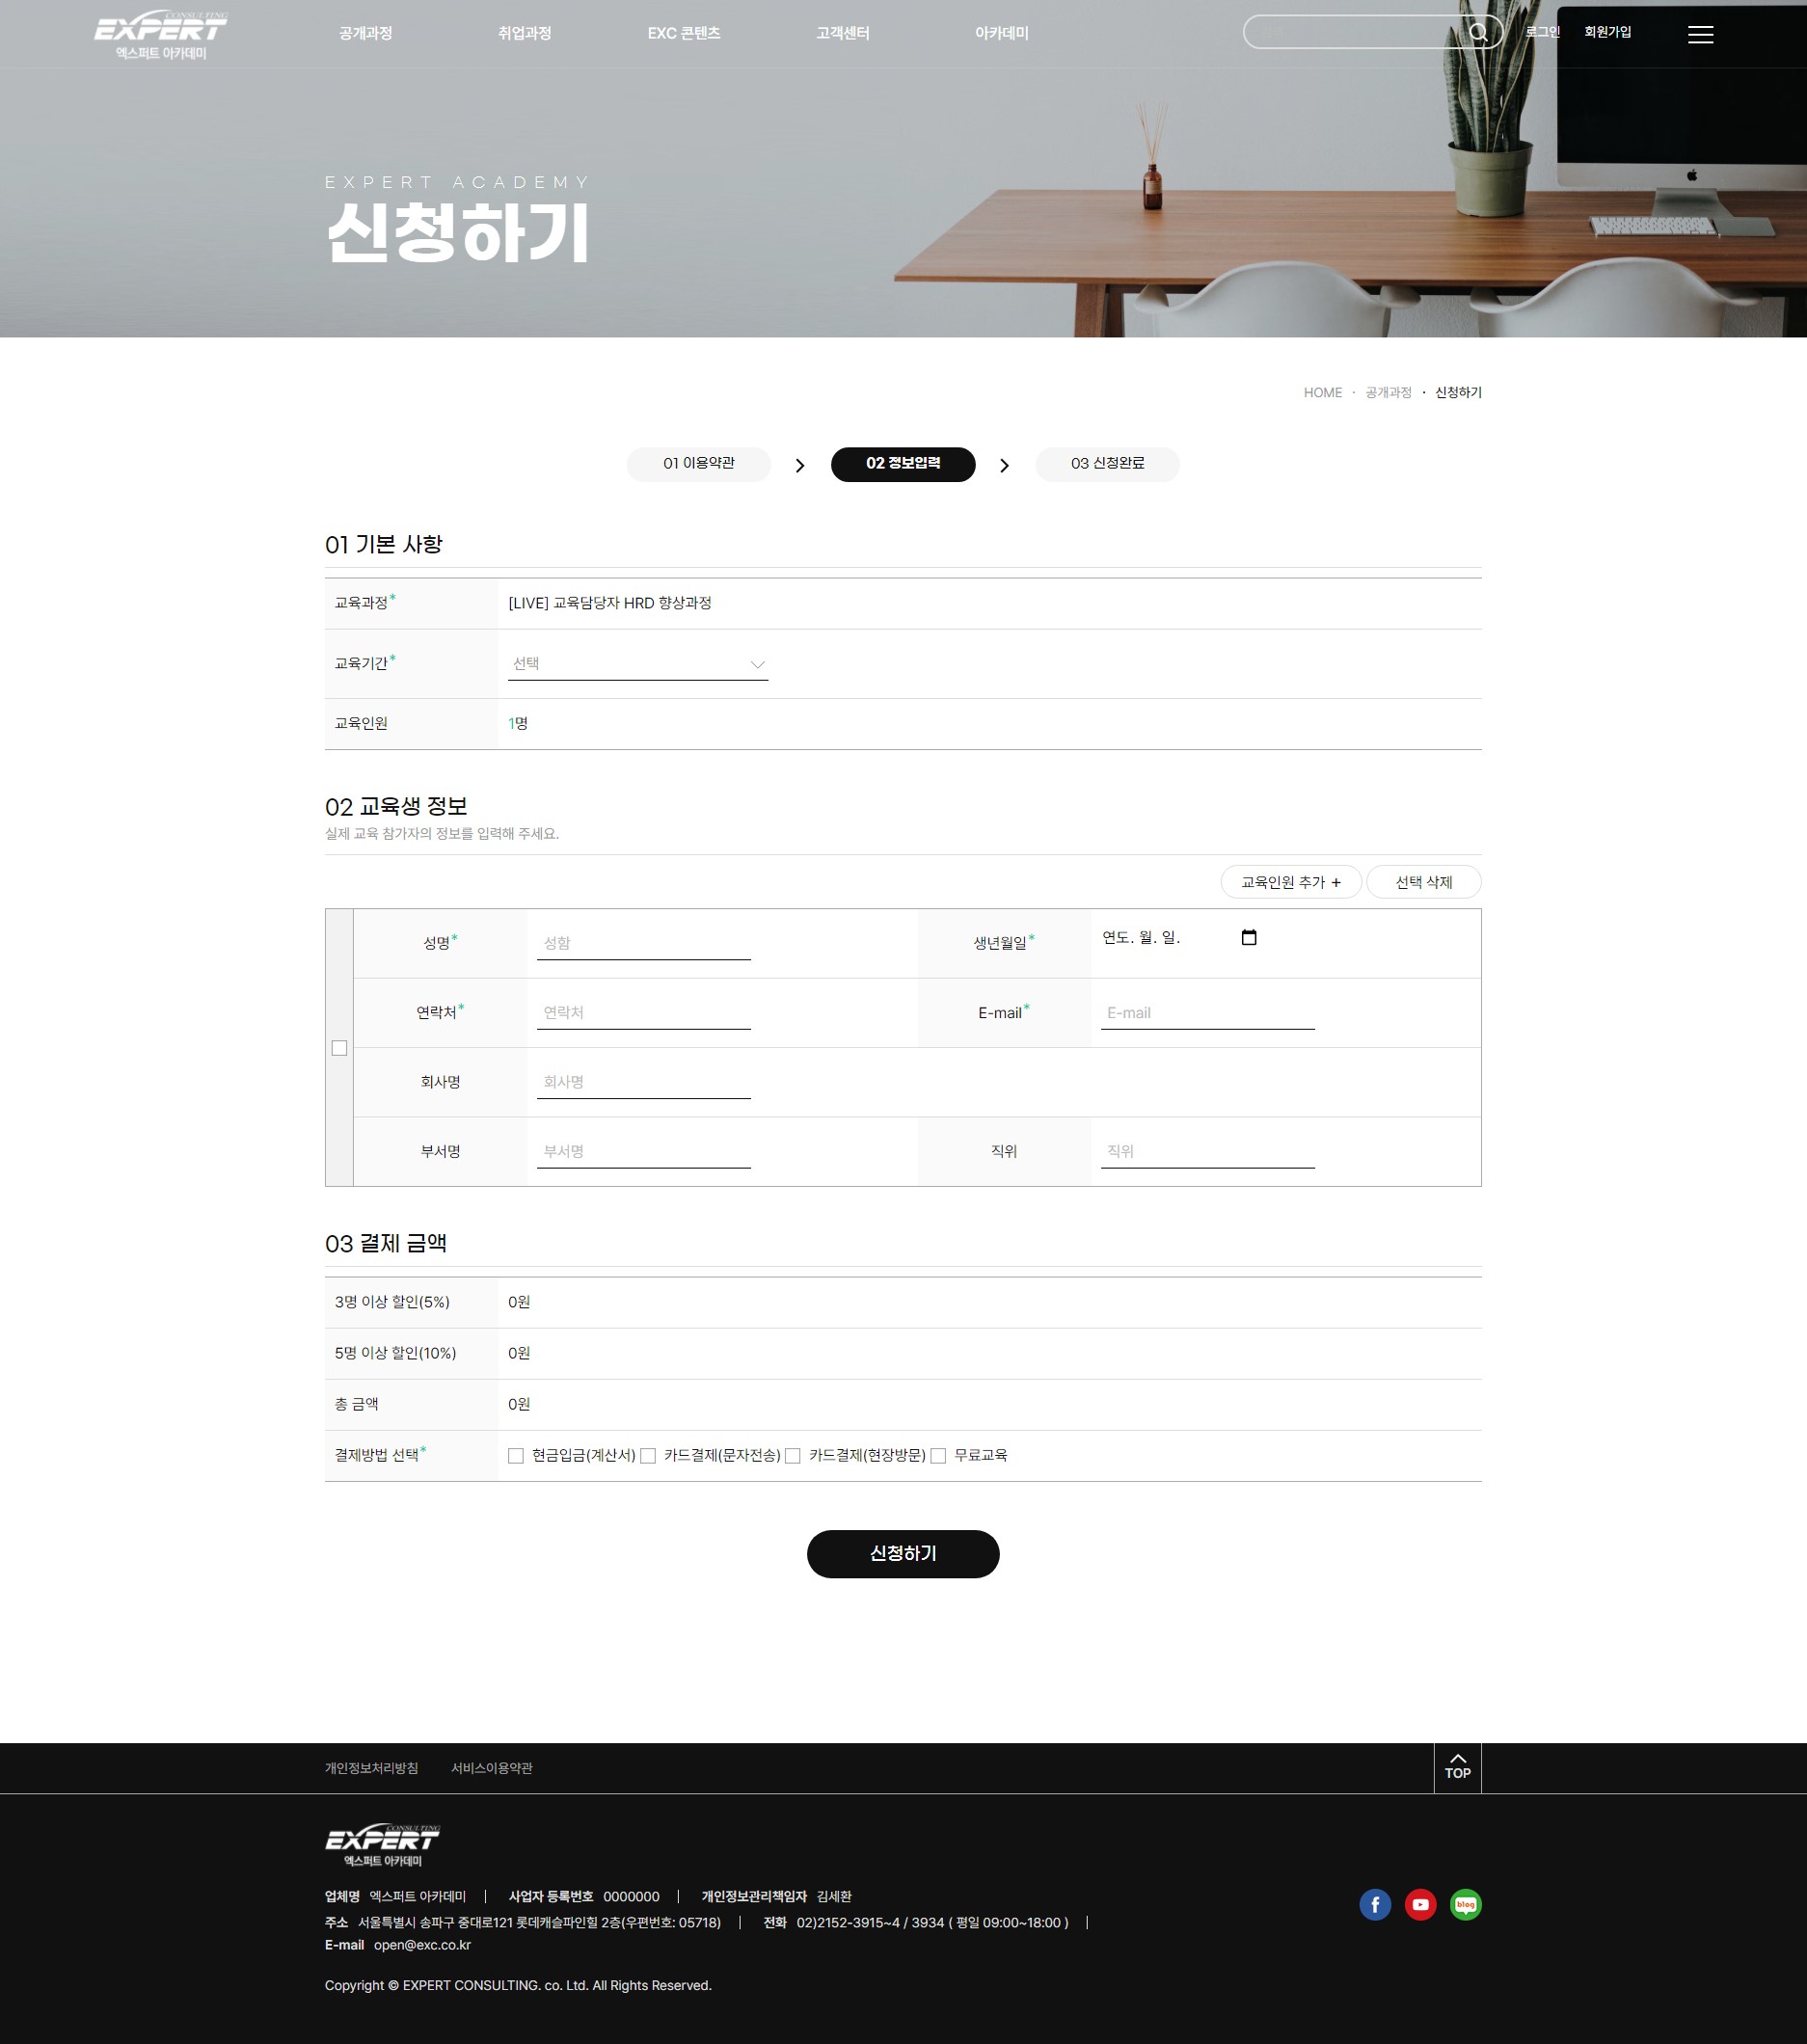 CONSULTING
EXPERT
엑스퍼트 아카데미
공개과정 취업과정 EXC 콘텐츠 고객센터 아카데미
로그인 회원가입
EXPERT ACADEMY
신청하기
HOME · 공개과정 · 신청하기
01 이용약관 > 02 정보입력 > 03 신청완료
01 기본 사항
교육과정* [LIVE] 교육담당자 HRD 향상과정
교육기간* 선택
교육인원 1명
02 교육생 정보
실제 교육 참가자의 정보를 입력해 주세요.
교육인원 추가 + 선택 삭제
성명* 성함 생년월일* 연도. 월. 일.
연락처* 연락처 E-mail* E-mail
회사명 회사명
부서명 부서명 직위 직위
03 결제 금액
3명 이상 할인(5%) 0원
5명 이상 할인(10%) 0원
총 금액 0원
결제방법 선택* 현금입금(계산서) 카드결제(문자전송) 카드결제(현장방문) 무료교육
신청하기
개인정보처리방침 서비스이용약관
TOP
CONSULTING
EXPERT
엑스퍼트 아카데미
업체명 엑스퍼트 아카데미 | 사업자 등록번호 0000000 | 개인정보관리책임자 김세환
주소 서울특별시 송파구 중대로121 롯데캐슬파인힐 2층(우편번호: 05718) | 전화 02)2152-3915~4 / 3934 ( 평일 09:00~18:00 ) |
E-mail open@exc.co.kr
blog
Copyright © EXPERT CONSULTING. co. Ltd. All Rights Reserved.